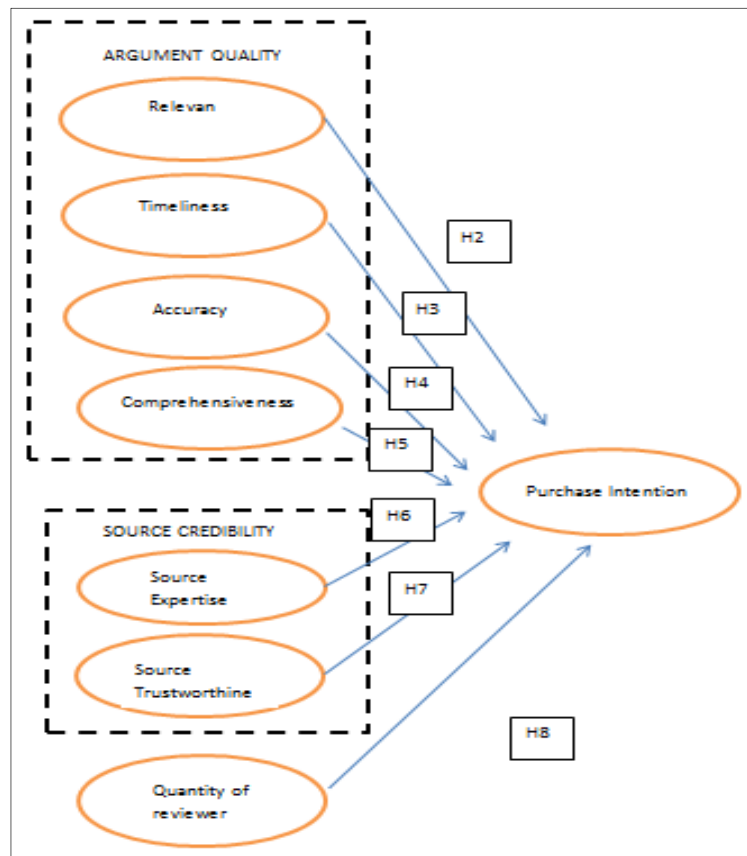 ARGUMENT QUALITY
Relevan
Timeliness
H2
H3
Accuracy
H4
Comprehensiveness
H5
Purchase Intention
H6
SOURCE CREDIBILITY
Source
Expertise
H7
Source
Trustworthine
H8
Quantity of
reviewer